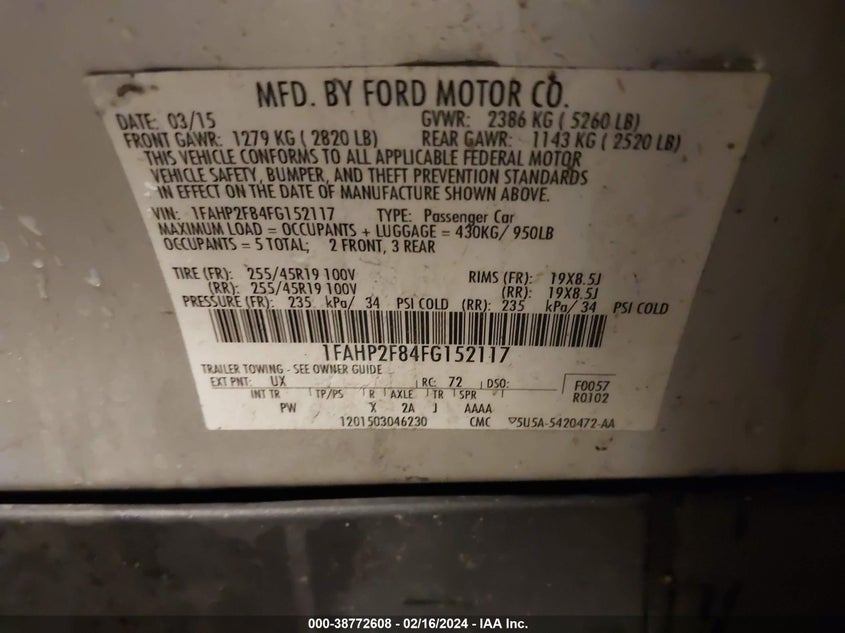 MFD. BY FORD MOTOR CO.
DATE: 03/15 GVWR: 2386 KG ( 5260 LB)
FRONT GAWR: 1279 KG ( 2820 LB) REAR GAWR: 1143 KG ( 2520 LB)
THIS VEHICLE CONFORMS TO ALL APPLICABLE FEDERAL MOTOR
VEHICLE SAFETY, BUMPER, AND THEFT PREVENTION STANDARDS
IN EFFECT ON THE DATE OF MANUFACTURE SHOWN ABOVE.
VIN: 1FAHP2F84FG152117 TYPE: Passenger Car
MAXIMUM LOAD = OCCUPANTS + LUGGAGE = 430KG/ 950LB
OCCUPANTS = 5 TOTAL; 2 FRONT, 3 REAR
TIRE (FR): 255/45R19 100V RIMS (FR): 19X8.5J
(RR): 255/45R19 100V (RR): 19X8.5J
PRESSURE (FR): 235 kPa/ 34 PSI COLD (RR): 235 kPa/ 34 PSI COLD
1FAHP2F84FG152117
TRAILER TOWING - SEE OWNER GUIDE
EXT PNT: UX RC: 72 DSO: F0057
INT TR TP/PS R AXLE TR SPR R0102
PW X 2A J AAAA
1201503046230 CMC 5U5A-5420472-AA
000-38772608 - 02/16/2024 - IAA Inc.